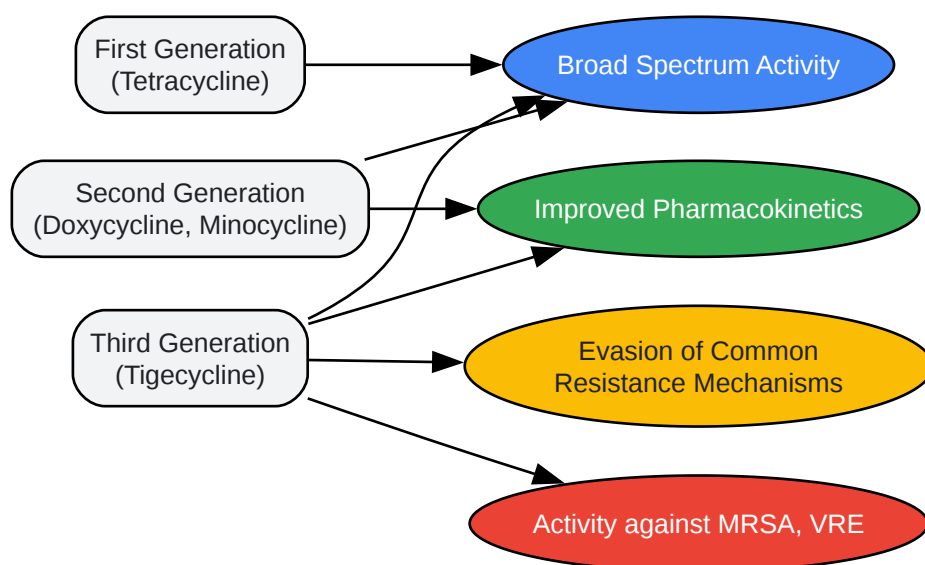 First Generation
(Tetracycline)
Broad Spectrum Activity
Second Generation
(Doxycycline, Minocycline)
Improved Pharmacokinetics
Third Generation
(Tigecycline)
Evasion of Common
Resistance Mechanisms
Activity against MRSA, VRE